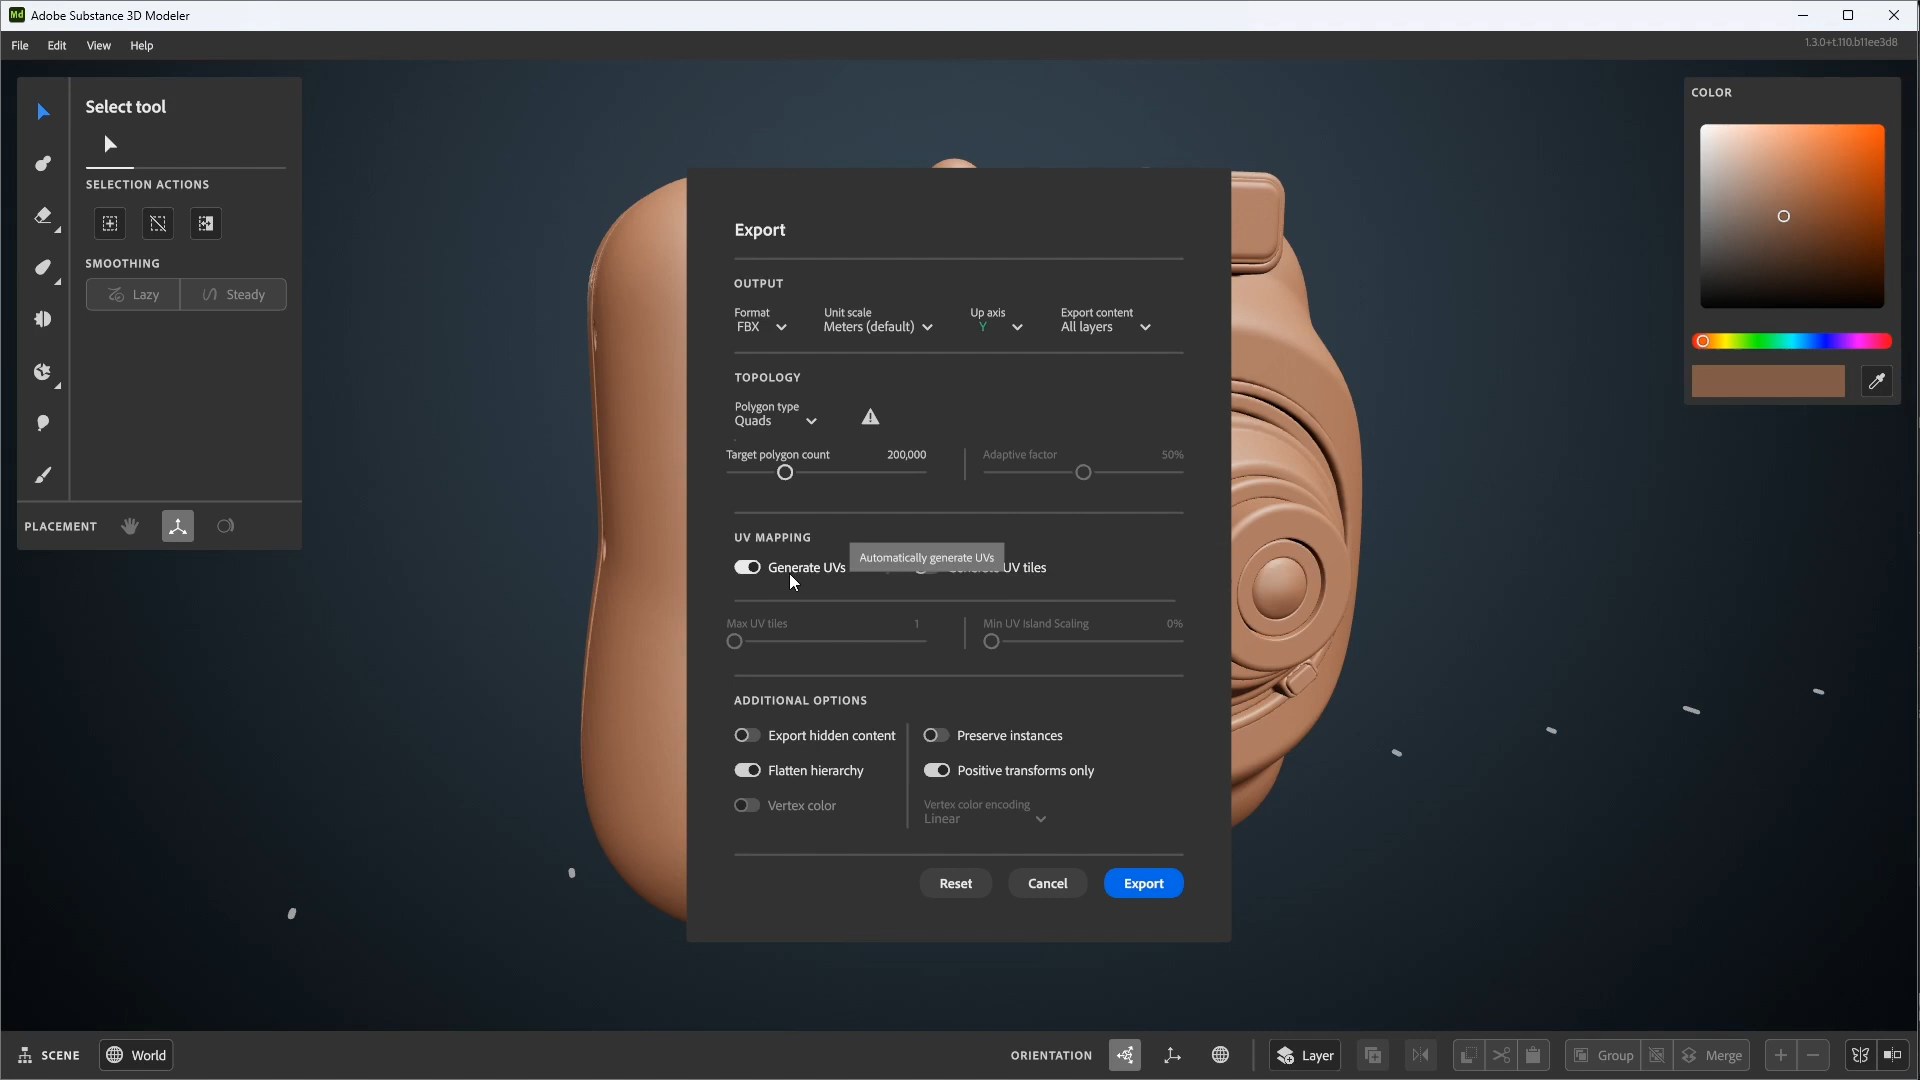 Md Adobe Substance 3D Modeler
File Edit View Help
1.3.0+t.110.b11ee3d8
Select tool
SELECTION ACTIONS
SMOOTHING
Lazy Steady
PLACEMENT
COLOR
Export
OUTPUT
Format Unit scale Up axis Export content
FBX Meters (default) Y All layers
TOPOLOGY
Polygon type
Quads
Target polygon count 200,000 Adaptive factor 50%
UV MAPPING
Automatically generate UVs
Generate UVs UV tiles
Max UV tiles 1 Min UV Island Scaling 0%
ADDITIONAL OPTIONS
Export hidden content Preserve instances
Flatten hierarchy Positive transforms only
Vertex color Vertex color encoding
Linear
Reset Cancel Export
SCENE World ORIENTATION Layer Group Merge